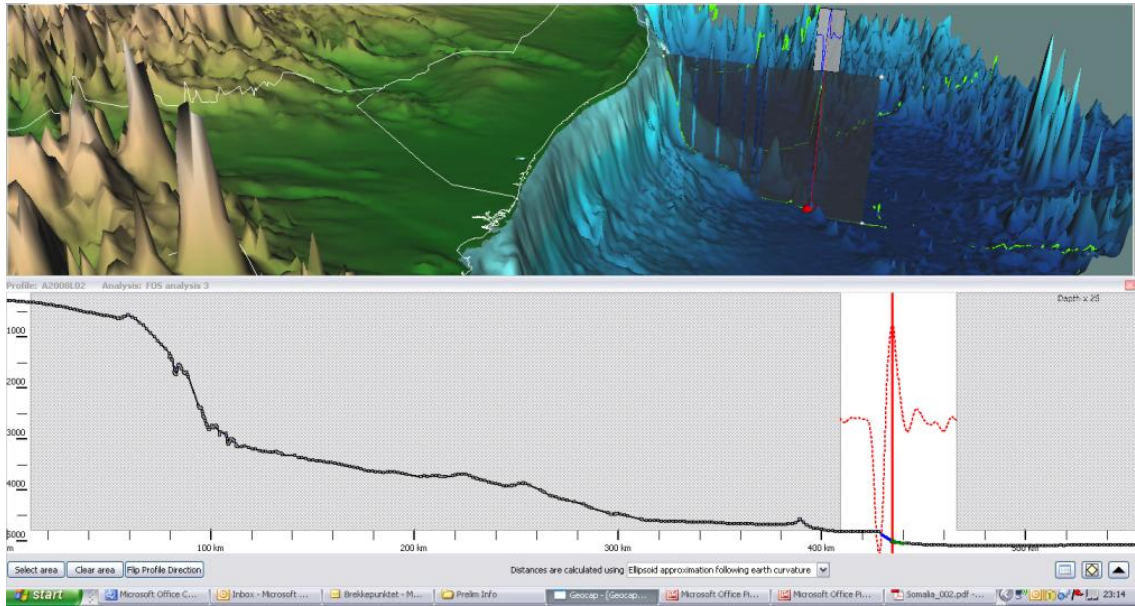 Profile: A2008L02 Analysis: FOS analysis 3
Depth x 25
1000
2000
3000
4000
5000
100 km
200 km
300 km
400 km
500 km
Select area Clear area Flip Profile Direction Distances are calculated using Ellipsoid approximation following earth curvature
start Microsoft Office C... Inbox - Microsoft ... Brekkepunktet - M... Prelim Info Geocap - [Geocap... Microsoft Office Pi... Microsoft Office Pi... Somalia_002.pdf -... 23:14